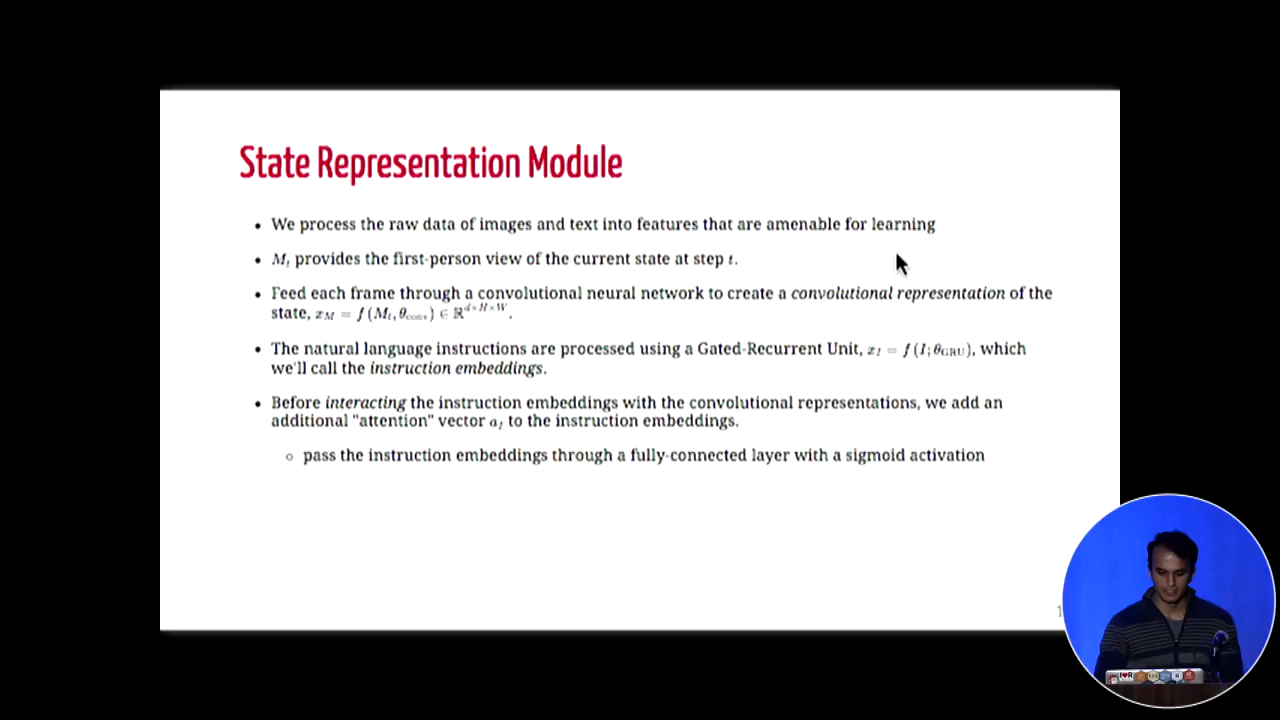 State Representation Module
• We process the raw data of images and text into features that are amenable for learning
• Mₜ provides the first-person view of the current state at step t.
• Feed each frame through a convolutional neural network to create a convolutional representation of the
state, x_M = f(Mₜ, θ_conv) ∈ ℝ^{d×H×W}.
• The natural language instructions are processed using a Gated-Recurrent Unit, x_I = f(I; θ_GRU), which
we'll call the instruction embeddings.
• Before interacting the instruction embeddings with the convolutional representations, we add an
additional "attention" vector a_I to the instruction embeddings.
○ pass the instruction embeddings through a fully-connected layer with a sigmoid activation